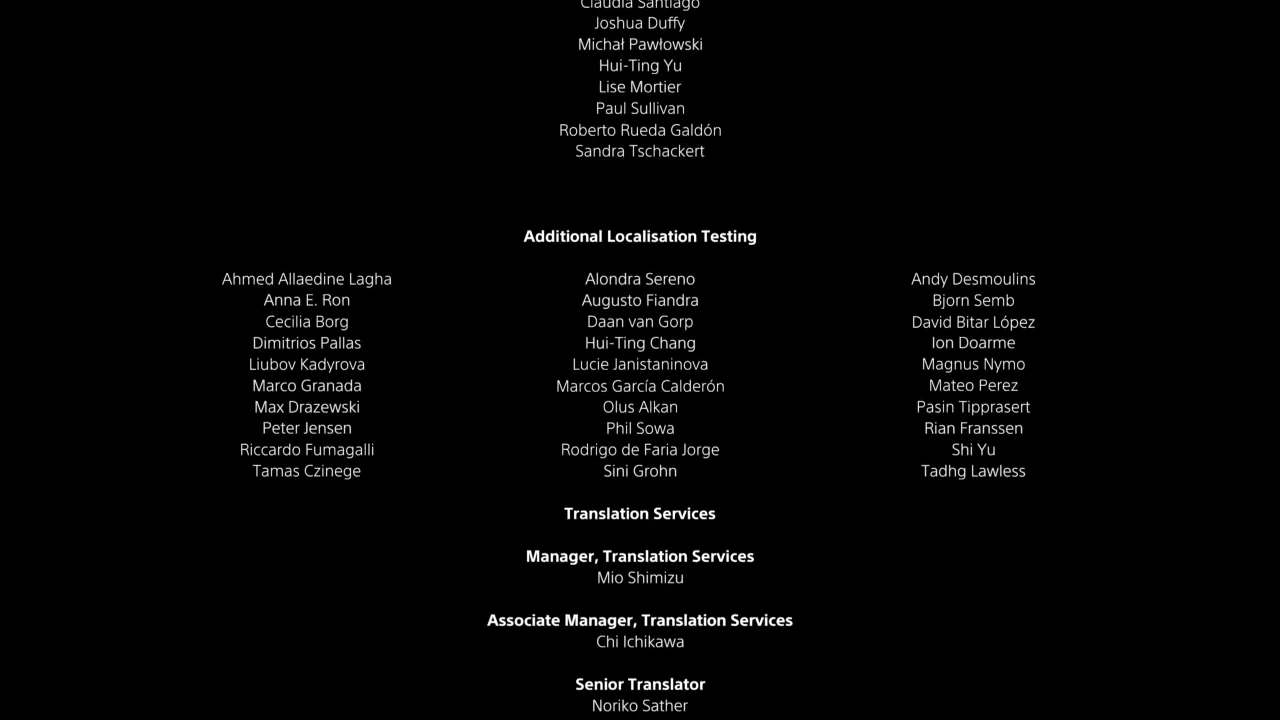 Claudia Santiago
Joshua Duffy
Michał Pawłowski
Hui-Ting Yu
Lise Mortier
Paul Sullivan
Roberto Rueda Galdón
Sandra Tschackert
Additional Localisation Testing
Ahmed Allaedine Lagha Alondra Sereno Andy Desmoulins
Anna E. Ron Augusto Fiandra Bjorn Semb
Cecilia Borg Daan van Gorp David Bitar López
Dimitrios Pallas Hui-Ting Chang Ion Doarme
Liubov Kadyrova Lucie Janistaninova Magnus Nymo
Marco Granada Marcos García Calderón Mateo Perez
Max Drazewski Olus Alkan Pasin Tipprasert
Peter Jensen Phil Sowa Rian Franssen
Riccardo Fumagalli Rodrigo de Faria Jorge Shi Yu
Tamas Czinege Sini Grohn Tadhg Lawless
Translation Services
Manager, Translation Services
Mio Shimizu
Associate Manager, Translation Services
Chi Ichikawa
Senior Translator
Noriko Sather